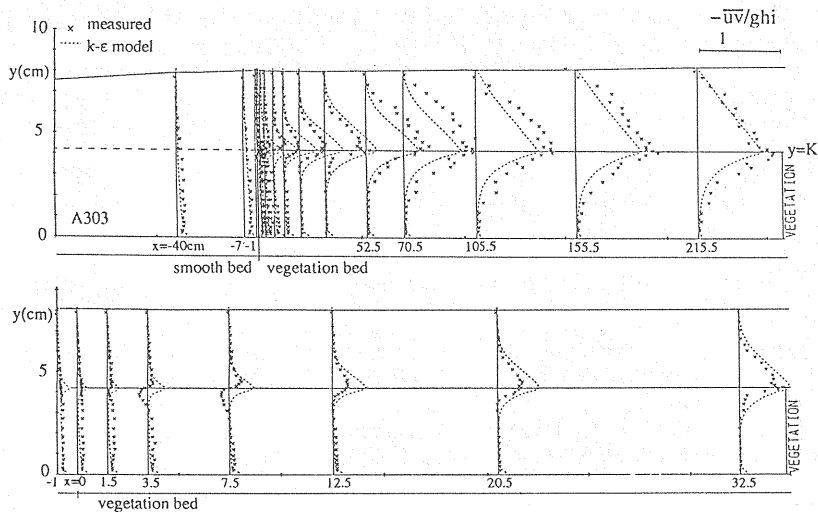 10
× measured
k-ε model
−uv/ghi
1
y(cm)
5
y=K
A303
0
VEGETATION
x=-40cm -7 -1 52.5 70.5 105.5 155.5 215.5
smooth bed vegetation bed
y(cm)
5
VEGETATION
0
-1 x=0 1.5 3.5 7.5 12.5 20.5 32.5
vegetation bed